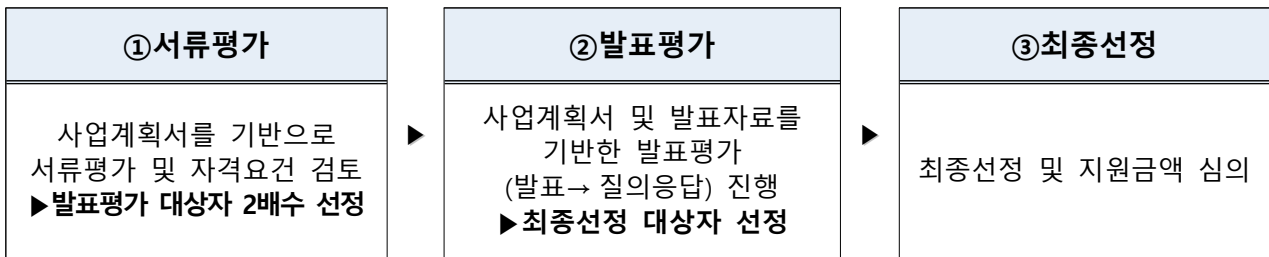 ①서류평가
사업계획서를 기반으로
서류평가 및 자격요건 검토
▶발표평가 대상자 2배수 선정
▶
②발표평가
사업계획서 및 발표자료를
기반한 발표평가
(발표→ 질의응답) 진행
▶최종선정 대상자 선정
▶
③최종선정
최종선정 및 지원금액 심의